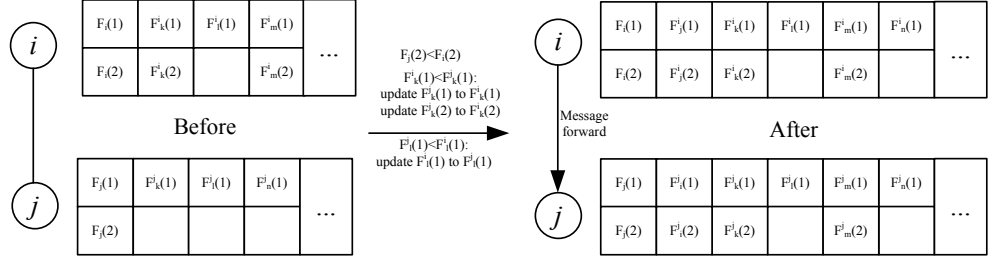 i
F_i(1) F^i_k(1) F^i_l(1) F^i_m(1)
...
F_i(2) F^i_k(2) F^i_m(2)
Before
j
F_j(1) F^j_k(1) F^j_l(1) F^j_n(1)
...
F_j(2)
F_j(2)<F_i(2)
F^i_k(1)<F^j_k(1):
update F^j_k(1) to F^i_k(1)
update F^j_k(2) to F^i_k(2)
F^j_l(1)<F^i_l(1):
update F^i_l(1) to F^j_l(1)
i
F_i(1) F^i_j(1) F^i_k(1) F^i_l(1) F^i_m(1) F^i_n(1)
...
F_i(2) F^i_j(2) F^i_k(2) F^i_m(2)
Message
forward
After
j
F_j(1) F^j_i(1) F^j_k(1) F^j_l(1) F^j_m(1) F^j_n(1)
...
F_j(2) F^j_i(2) F^j_k(2) F^j_m(2)